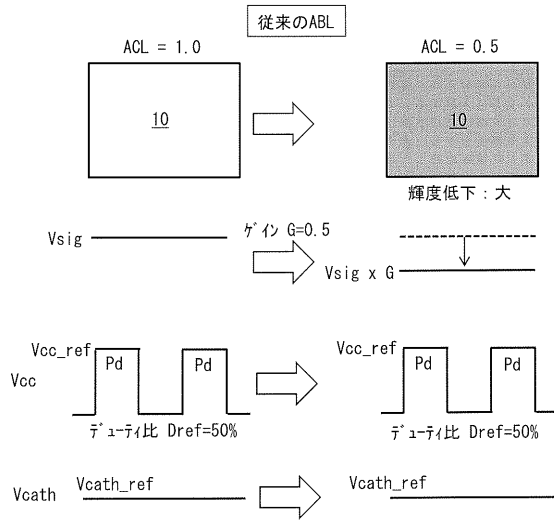 従来のABL
ACL = 1.0
ACL = 0.5
10
10
輝度低下：大
Vsig
ｹﾞｲﾝ G=0.5
Vsig x G
Vcc_ref
Vcc_ref
Pd
Pd
Pd
Pd
Vcc
ﾃﾞｭｰﾃｨ比 Dref=50%
ﾃﾞｭｰﾃｨ比 Dref=50%
Vcath_ref
Vcath_ref
Vcath